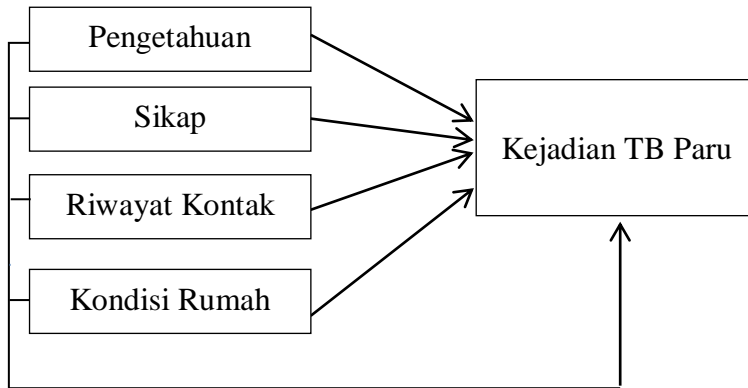 Pengetahuan
Sikap
Riwayat Kontak
Kondisi Rumah
Kejadian TB Paru